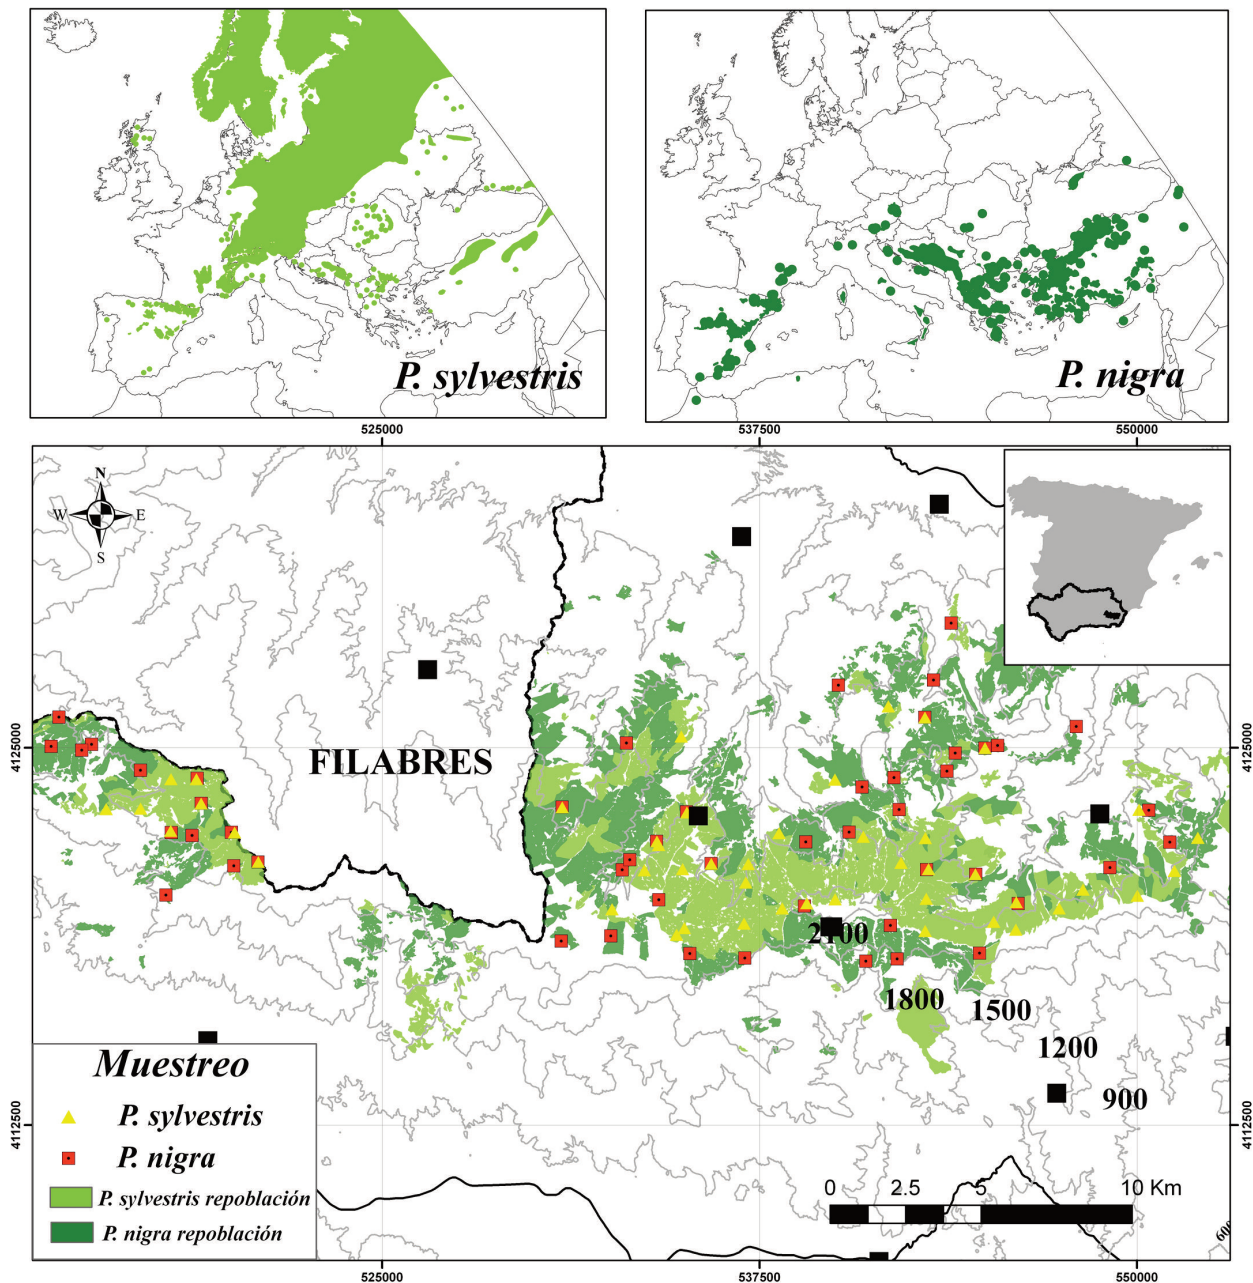 P. sylvestris
P. nigra
525000
537500
550000
N
W E
S
4125000
4125000
FILABRES
2100
1800
1500
1200
900
4112500
4112500
Muestreo
P. sylvestris
P. nigra
P. sylvestris repoblación
P. nigra repoblación
0 2.5 5 10 Km
525000
537500
550000